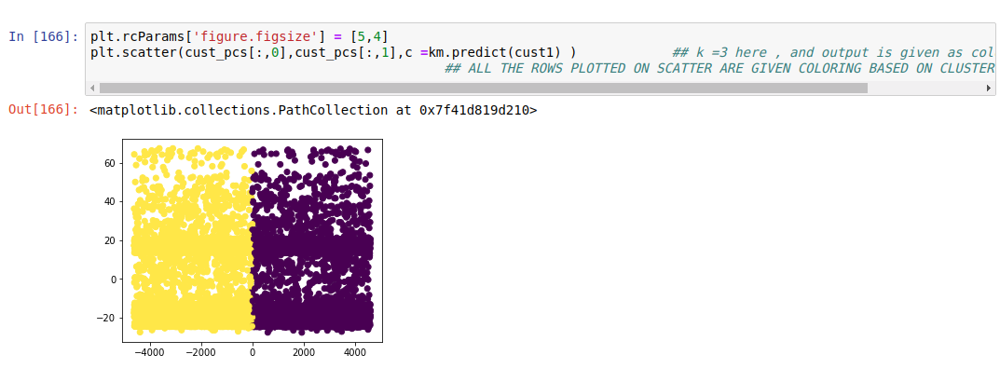 In [166]: plt.rcParams['figure.figsize'] = [5,4]
plt.scatter(cust_pcs[:,0],cust_pcs[:,1],c =km.predict(cust1) ) ## k =3 here , and output is given as col
## ALL THE ROWS PLOTTED ON SCATTER ARE GIVEN COLORING BASED ON CLUSTER
Out[166]: <matplotlib.collections.PathCollection at 0x7f41d819d210>
60
40
20
0
−20
−4000 −2000 0 2000 4000